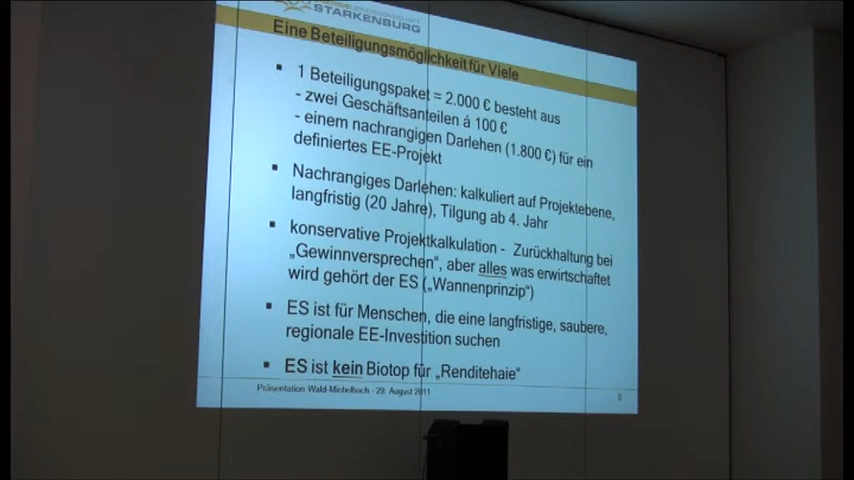 STARKENBURG
Eine Beteiligungsmöglichkeit für Viele
▪ 1 Beteiligungspaket = 2.000 € besteht aus
- zwei Geschäftsanteilen á 100 €
- einem nachrangigen Darlehen (1.800 €) für ein
definiertes EE-Projekt
▪ Nachrangiges Darlehen: kalkuliert auf Projektebene,
langfristig (20 Jahre), Tilgung ab 4. Jahr
▪ konservative Projektkalkulation - Zurückhaltung bei
„Gewinnversprechen“, aber alles was erwirtschaftet
wird gehört der ES („Wannenprinzip“)
▪ ES ist für Menschen, die eine langfristige, saubere,
regionale EE-Investition suchen
▪ ES ist kein Biotop für „Renditehaie“
Präsentation Wald-Michelbach - 29. August 2011